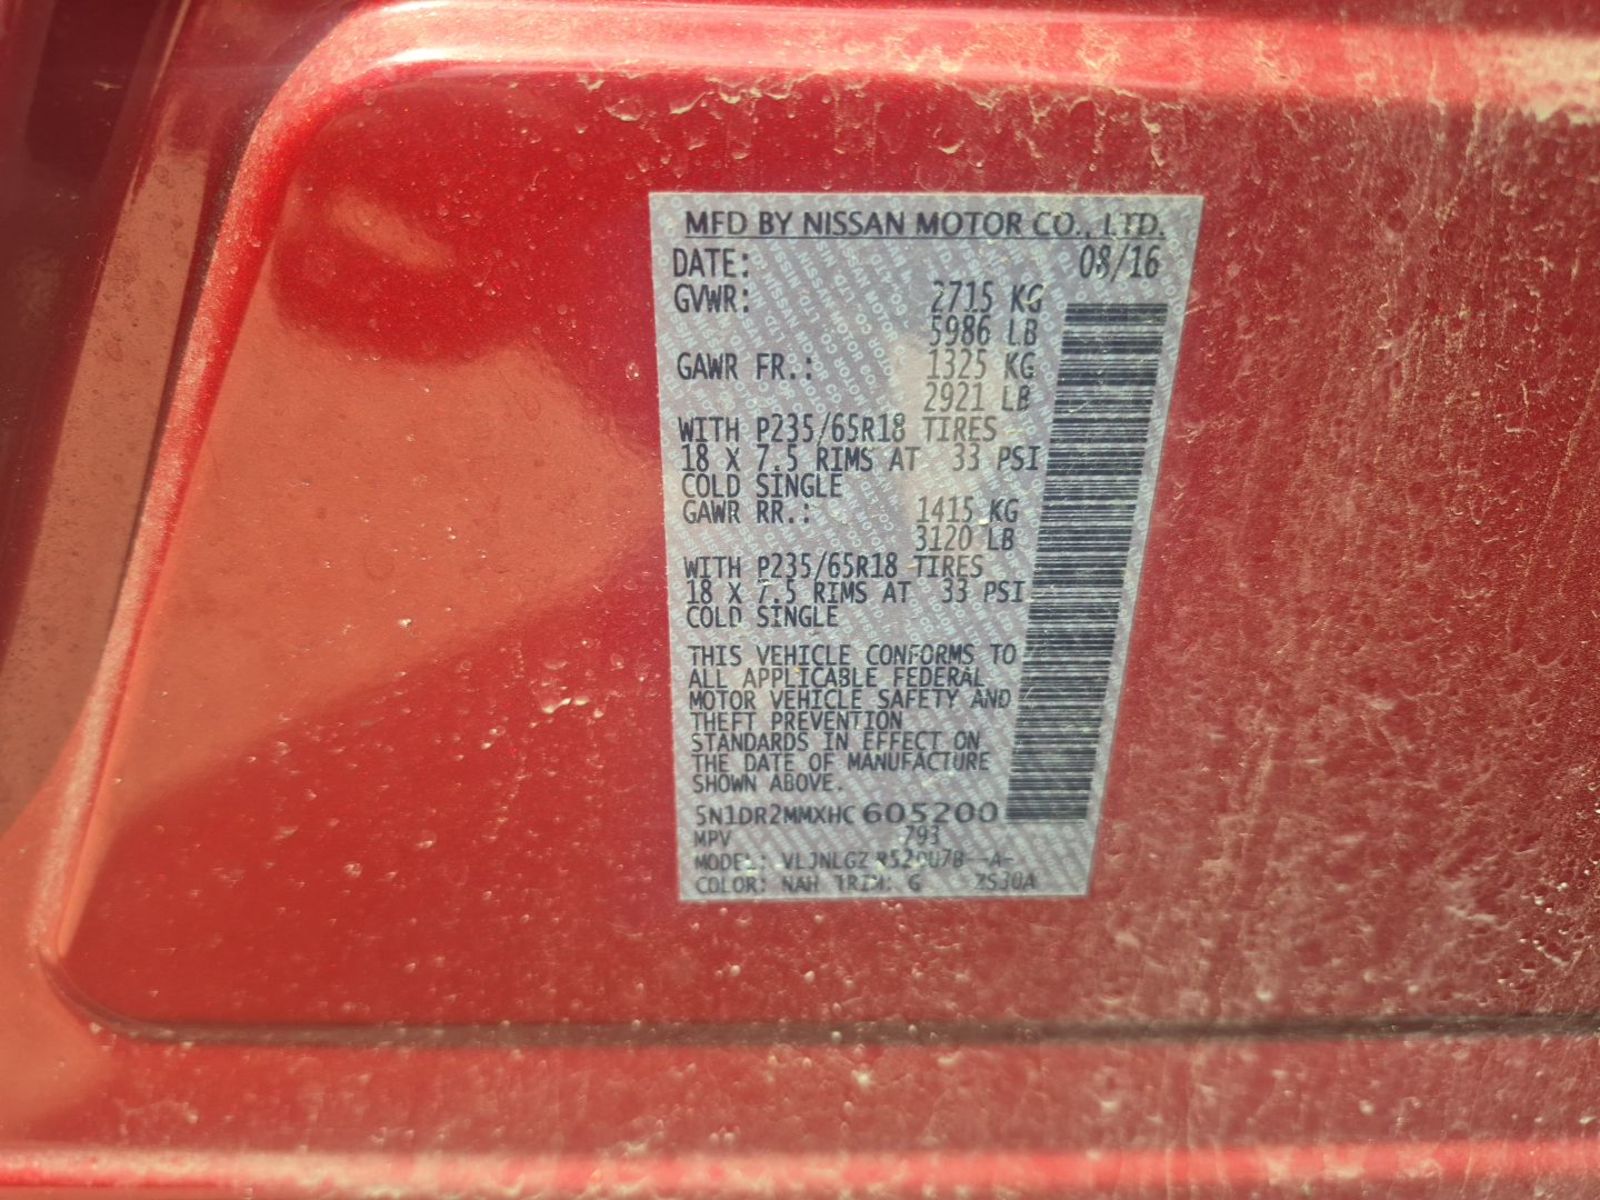 MFD BY NISSAN MOTOR CO., LTD.
DATE: 08/16
GVWR: 2715 KG
5986 LB
GAWR FR.: 1325 KG
2921 LB
WITH P235/65R18 TIRES
18 X 7.5 RIMS AT 33 PSI
COLD SINGLE
GAWR RR.: 1415 KG
3120 LB
WITH P235/65R18 TIRES
18 X 7.5 RIMS AT 33 PSI
COLD SINGLE
THIS VEHICLE CONFORMS TO
ALL APPLICABLE FEDERAL
MOTOR VEHICLE SAFETY AND
THEFT PREVENTION
STANDARDS IN EFFECT ON
THE DATE OF MANUFACTURE
SHOWN ABOVE.
5N1DR2MMXHC605200
MPV 793
MODEL:
COLOR: NAH TRIM: G